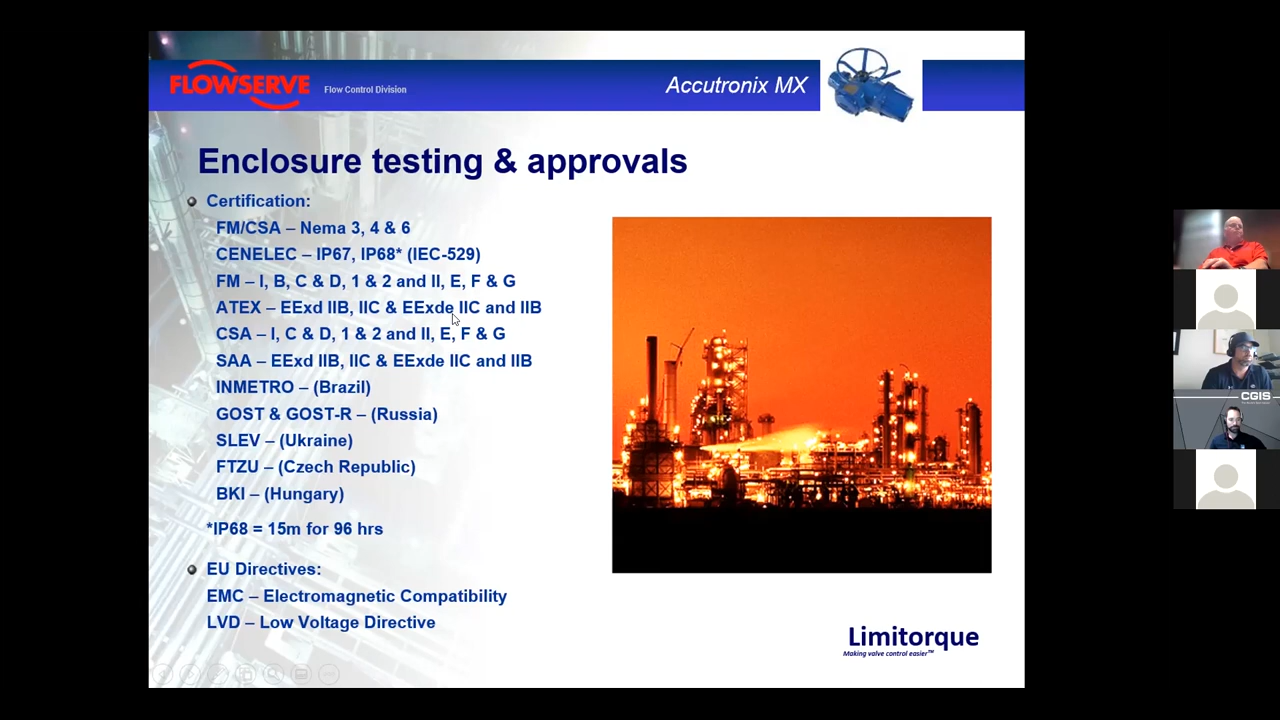 FLOWSERVE
Flow Control Division
Accutronix MX
Enclosure testing & approvals
Certification:
FM/CSA – Nema 3, 4 & 6
CENELEC – IP67, IP68* (IEC-529)
FM – I, B, C & D, 1 & 2 and II, E, F & G
ATEX – EExd IIB, IIC & EExde IIC and IIB
CSA – I, C & D, 1 & 2 and II, E, F & G
SAA – EExd IIB, IIC & EExde IIC and IIB
INMETRO – (Brazil)
GOST & GOST-R – (Russia)
SLEV – (Ukraine)
FTZU – (Czech Republic)
BKI – (Hungary)
*IP68 = 15m for 96 hrs
EU Directives:
EMC – Electromagnetic Compatibility
LVD – Low Voltage Directive
Limitorque
Making valve control easier™
CGIS